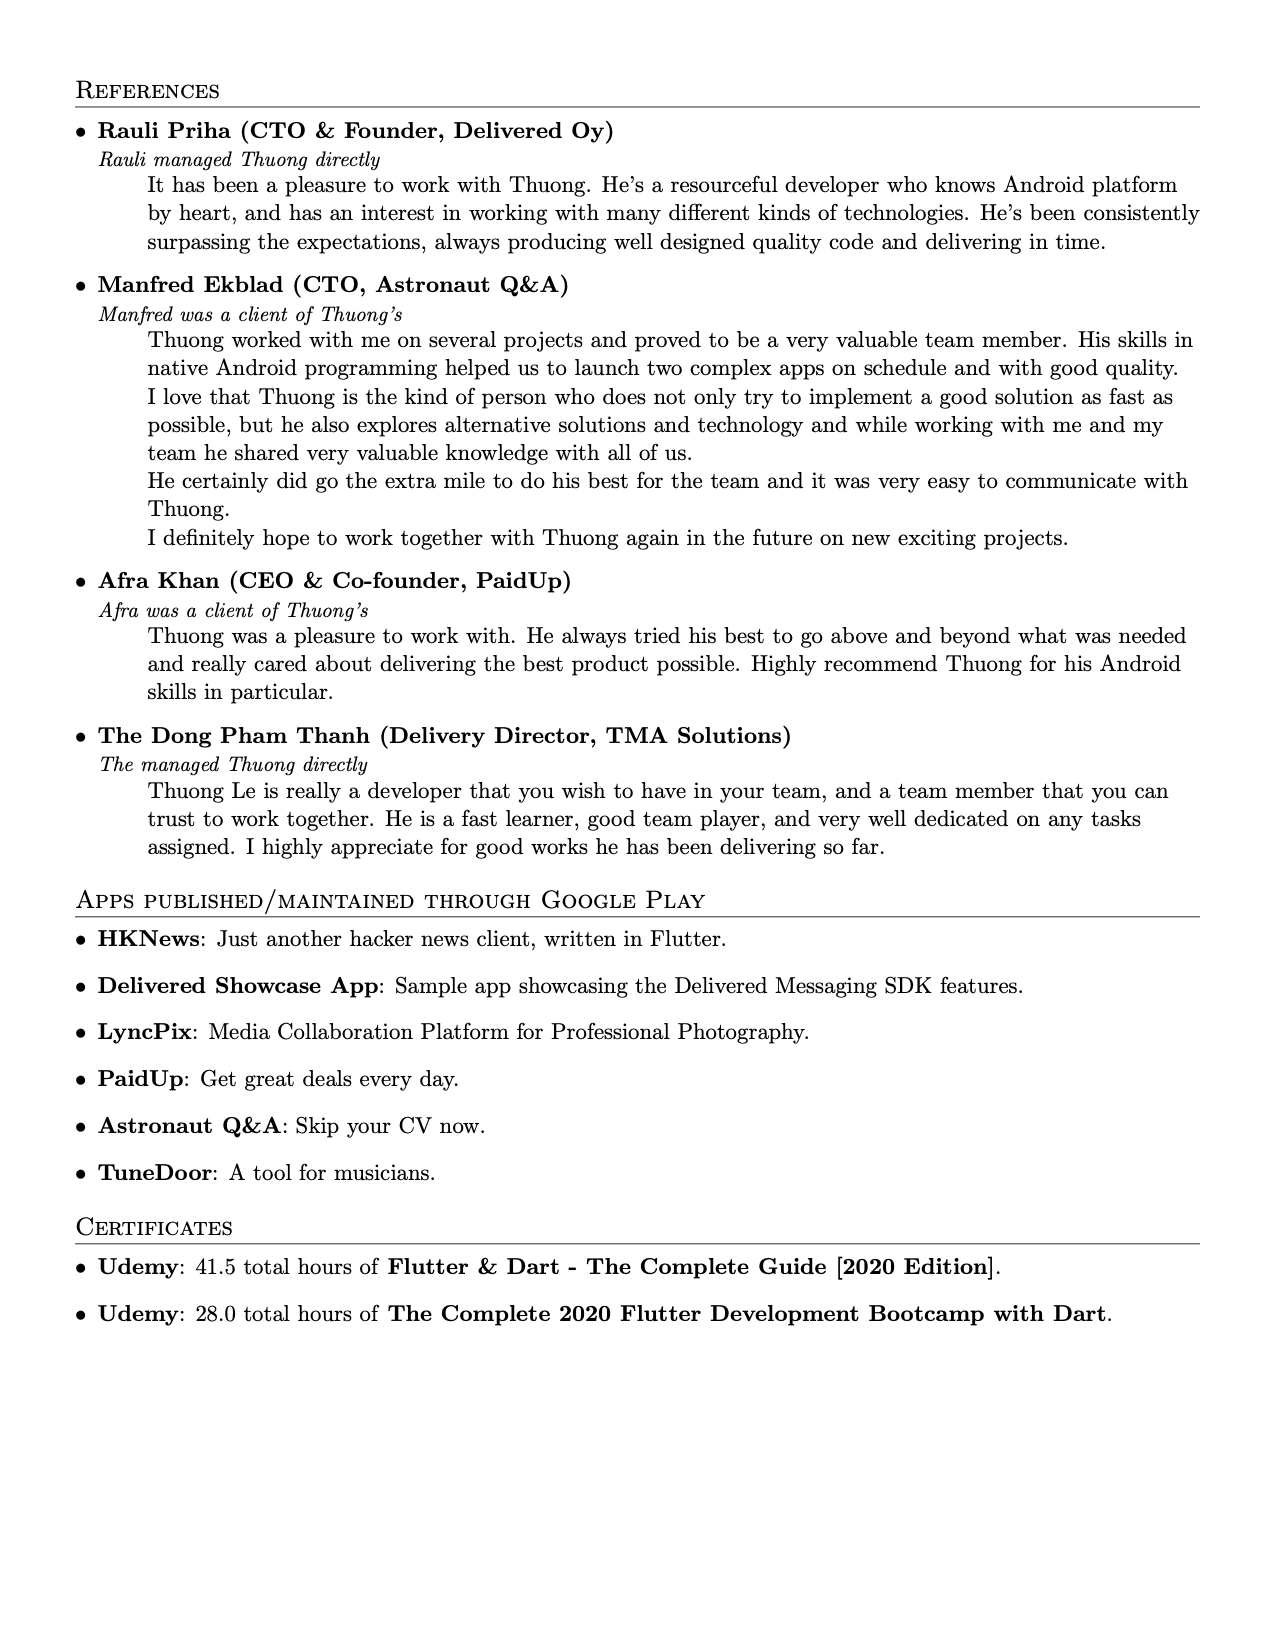 References
• Rauli Priha (CTO & Founder, Delivered Oy)
Rauli managed Thuong directly
It has been a pleasure to work with Thuong. He's a resourceful developer who knows Android platform
by heart, and has an interest in working with many different kinds of technologies. He's been consistently
surpassing the expectations, always producing well designed quality code and delivering in time.
• Manfred Ekblad (CTO, Astronaut Q&A)
Manfred was a client of Thuong's
Thuong worked with me on several projects and proved to be a very valuable team member. His skills in
native Android programming helped us to launch two complex apps on schedule and with good quality.
I love that Thuong is the kind of person who does not only try to implement a good solution as fast as
possible, but he also explores alternative solutions and technology and while working with me and my
team he shared very valuable knowledge with all of us.
He certainly did go the extra mile to do his best for the team and it was very easy to communicate with
Thuong.
I definitely hope to work together with Thuong again in the future on new exciting projects.
• Afra Khan (CEO & Co-founder, PaidUp)
Afra was a client of Thuong's
Thuong was a pleasure to work with. He always tried his best to go above and beyond what was needed
and really cared about delivering the best product possible. Highly recommend Thuong for his Android
skills in particular.
• The Dong Pham Thanh (Delivery Director, TMA Solutions)
The managed Thuong directly
Thuong Le is really a developer that you wish to have in your team, and a team member that you can
trust to work together. He is a fast learner, good team player, and very well dedicated on any tasks
assigned. I highly appreciate for good works he has been delivering so far.
Apps published/maintained through Google Play
• HKNews: Just another hacker news client, written in Flutter.
• Delivered Showcase App: Sample app showcasing the Delivered Messaging SDK features.
• LyncPix: Media Collaboration Platform for Professional Photography.
• PaidUp: Get great deals every day.
• Astronaut Q&A: Skip your CV now.
• TuneDoor: A tool for musicians.
Certificates
• Udemy: 41.5 total hours of Flutter & Dart - The Complete Guide [2020 Edition].
• Udemy: 28.0 total hours of The Complete 2020 Flutter Development Bootcamp with Dart.